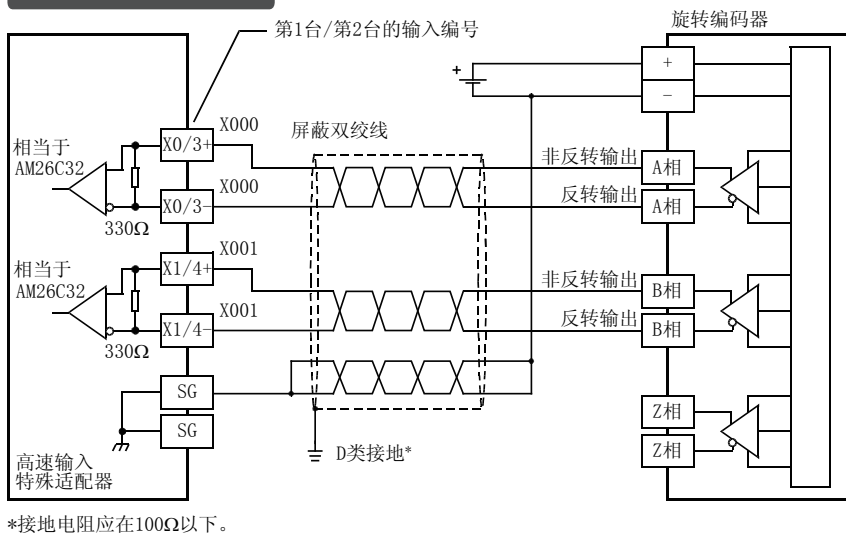 第1台/第2台的输入编号
旋转编码器
+
+
−
相当于
AM26C32
X0/3+
X000
屏蔽双绞线
非反转输出
A相
X0/3-
X000
反转输出
A相
330Ω
相当于
AM26C32
X1/4+
X001
非反转输出
B相
X1/4-
X001
反转输出
B相
330Ω
SG
SG
Z相
Z相
D类接地*
高速输入
特殊适配器
*接地电阻应在100Ω以下。